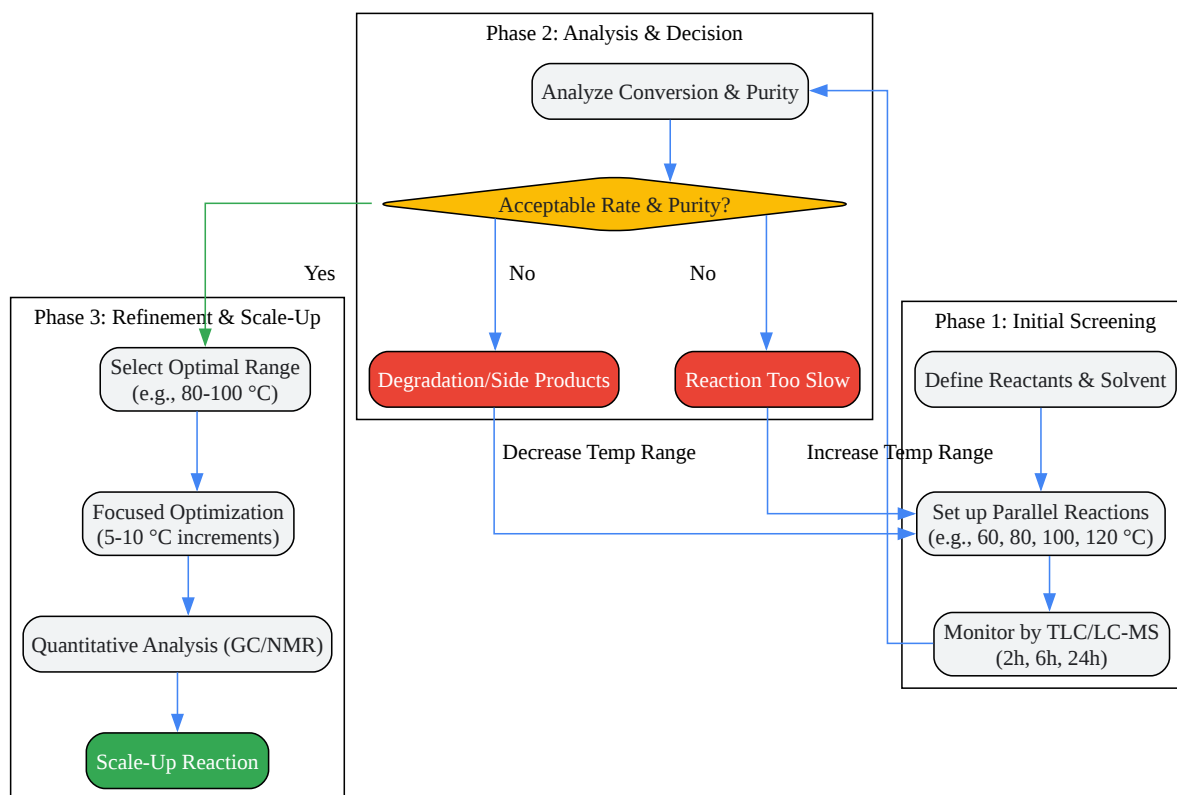 Phase 2: Analysis & Decision
Analyze Conversion & Purity
Acceptable Rate & Purity?
Yes
No
No
Degradation/Side Products
Reaction Too Slow
Decrease Temp Range
Increase Temp Range
Phase 3: Refinement & Scale-Up
Select Optimal Range
(e.g., 80-100 °C)
Focused Optimization
(5-10 °C increments)
Quantitative Analysis (GC/NMR)
Scale-Up Reaction
Phase 1: Initial Screening
Define Reactants & Solvent
Set up Parallel Reactions
(e.g., 60, 80, 100, 120 °C)
Monitor by TLC/LC-MS
(2h, 6h, 24h)